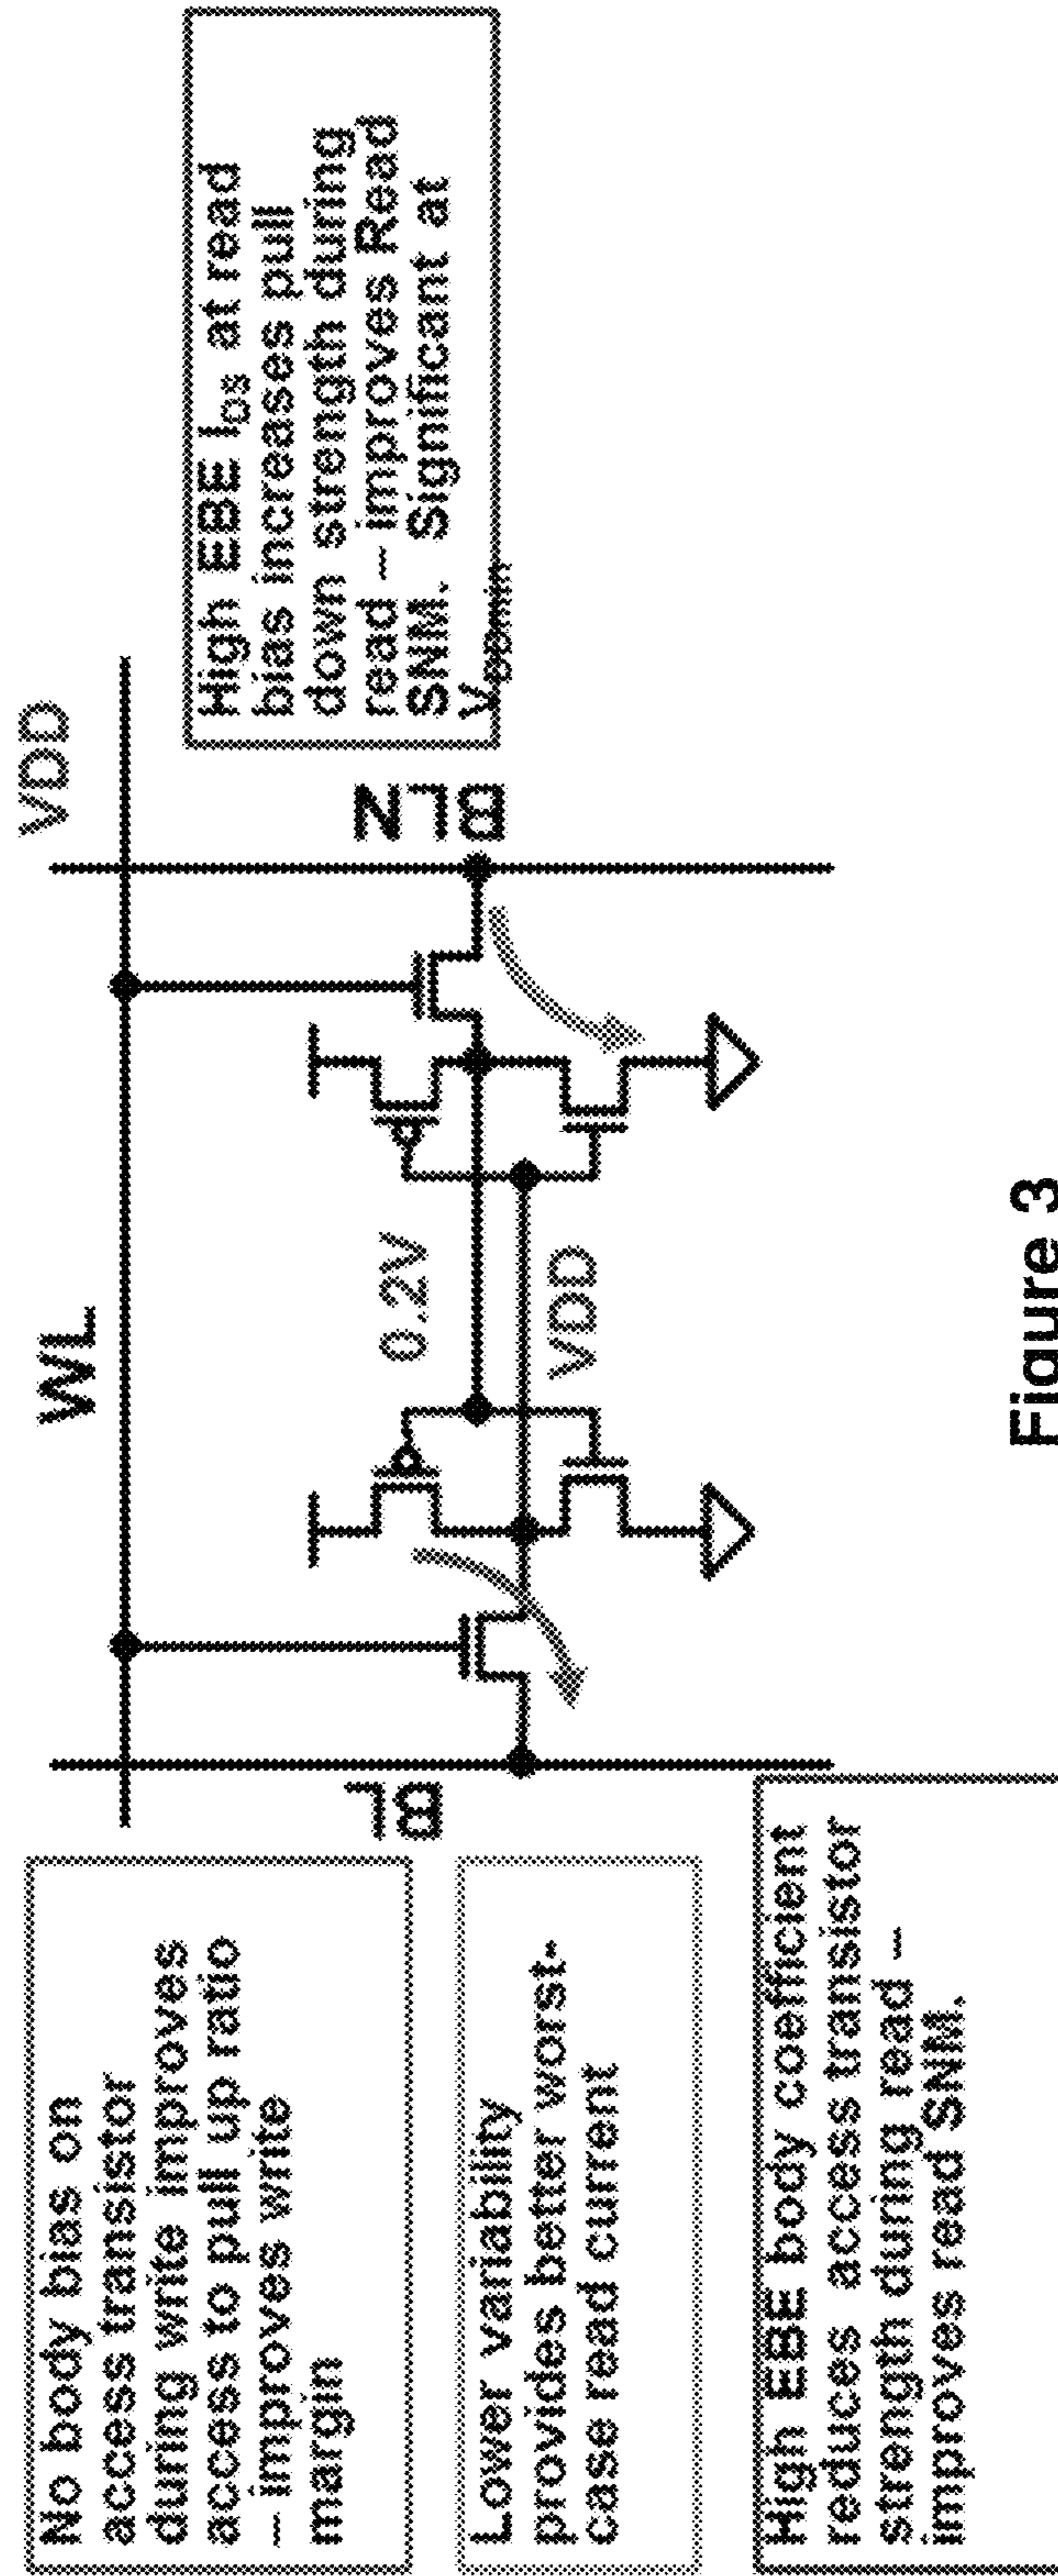 No body bias on
access transistor
during write improves
access to pull up ratio
– improves write
margin
Lower variability
provides better worst-
case read current
High EBE body coefficient
reduces access transistor
strength during read –
improves read SNM.
WL
VDD
BL
BLN
0.2V
VDD
High EBE IDS at read
bias increases pull
down strength during
read – improves Read
SNM. Significant at
VDDmin
Figure 3